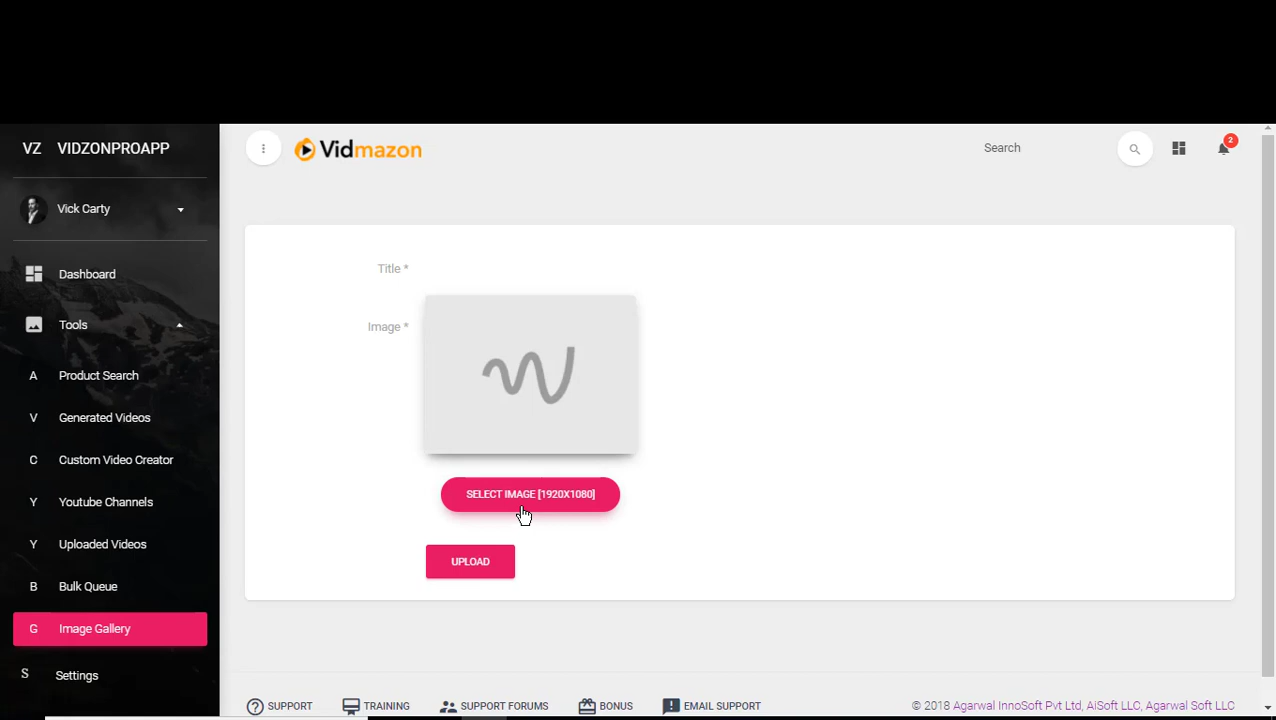 VZ VIDZONPROAPP
Vidmazon
Search
2
Vick Carty
Dashboard
Tools
A Product Search
V Generated Videos
C Custom Video Creator
Y Youtube Channels
Y Uploaded Videos
B Bulk Queue
G Image Gallery
S Settings
Title *
Image *
SELECT IMAGE [1920X1080]
UPLOAD
SUPPORT TRAINING SUPPORT FORUMS BONUS EMAIL SUPPORT
© 2018 Agarwal InnoSoft Pvt Ltd, AiSoft LLC, Agarwal Soft LLC